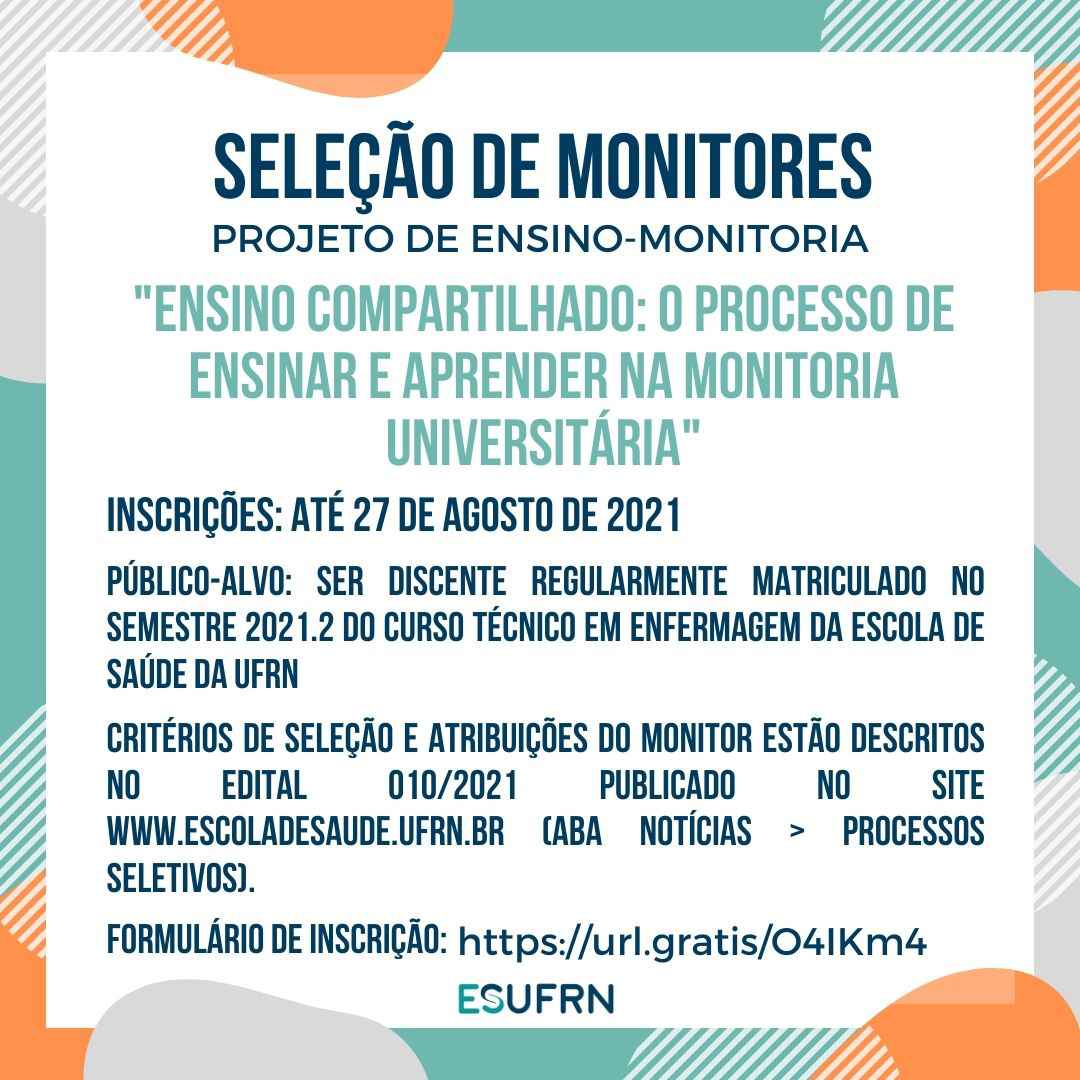 SELEÇÃO DE MONITORES
PROJETO DE ENSINO-MONITORIA
"ENSINO COMPARTILHADO: O PROCESSO DE
ENSINAR E APRENDER NA MONITORIA
UNIVERSITÁRIA"
INSCRIÇÕES: ATÉ 27 DE AGOSTO DE 2021
PÚBLICO-ALVO: SER DISCENTE REGULARMENTE MATRICULADO NO
SEMESTRE 2021.2 DO CURSO TÉCNICO EM ENFERMAGEM DA ESCOLA DE
SAÚDE DA UFRN
CRITÉRIOS DE SELEÇÃO E ATRIBUIÇÕES DO MONITOR ESTÃO DESCRITOS
NO EDITAL 010/2021 PUBLICADO NO SITE
WWW.ESCOLADESAUDE.UFRN.BR (ABA NOTÍCIAS > PROCESSOS
SELETIVOS).
FORMULÁRIO DE INSCRIÇÃO: https://url.gratis/O4IKm4
ESUFRN